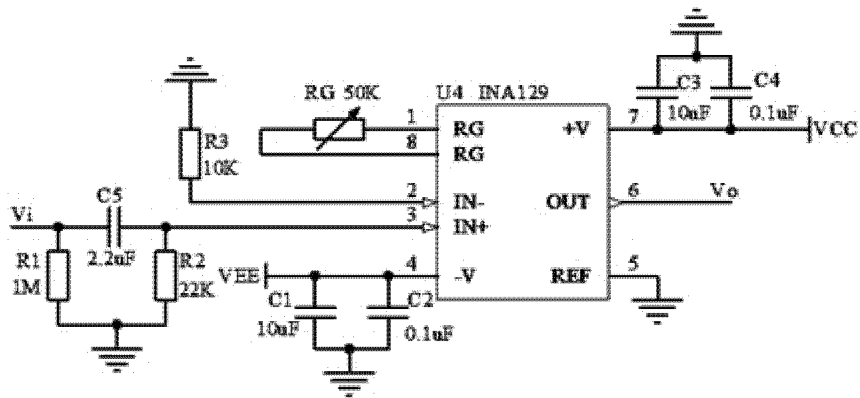 RG 50K
U4 INA129
C3
10uF
C4
0.1uF
1
RG
+V
7
VCC
8
RG
R3
10K
2
IN-
OUT
6
Vo
C5
Vi
3
IN+
2.2uF
R1
1M
R2
22K
VEE
4
-V
REF
5
C1
10uF
C2
0.1uF